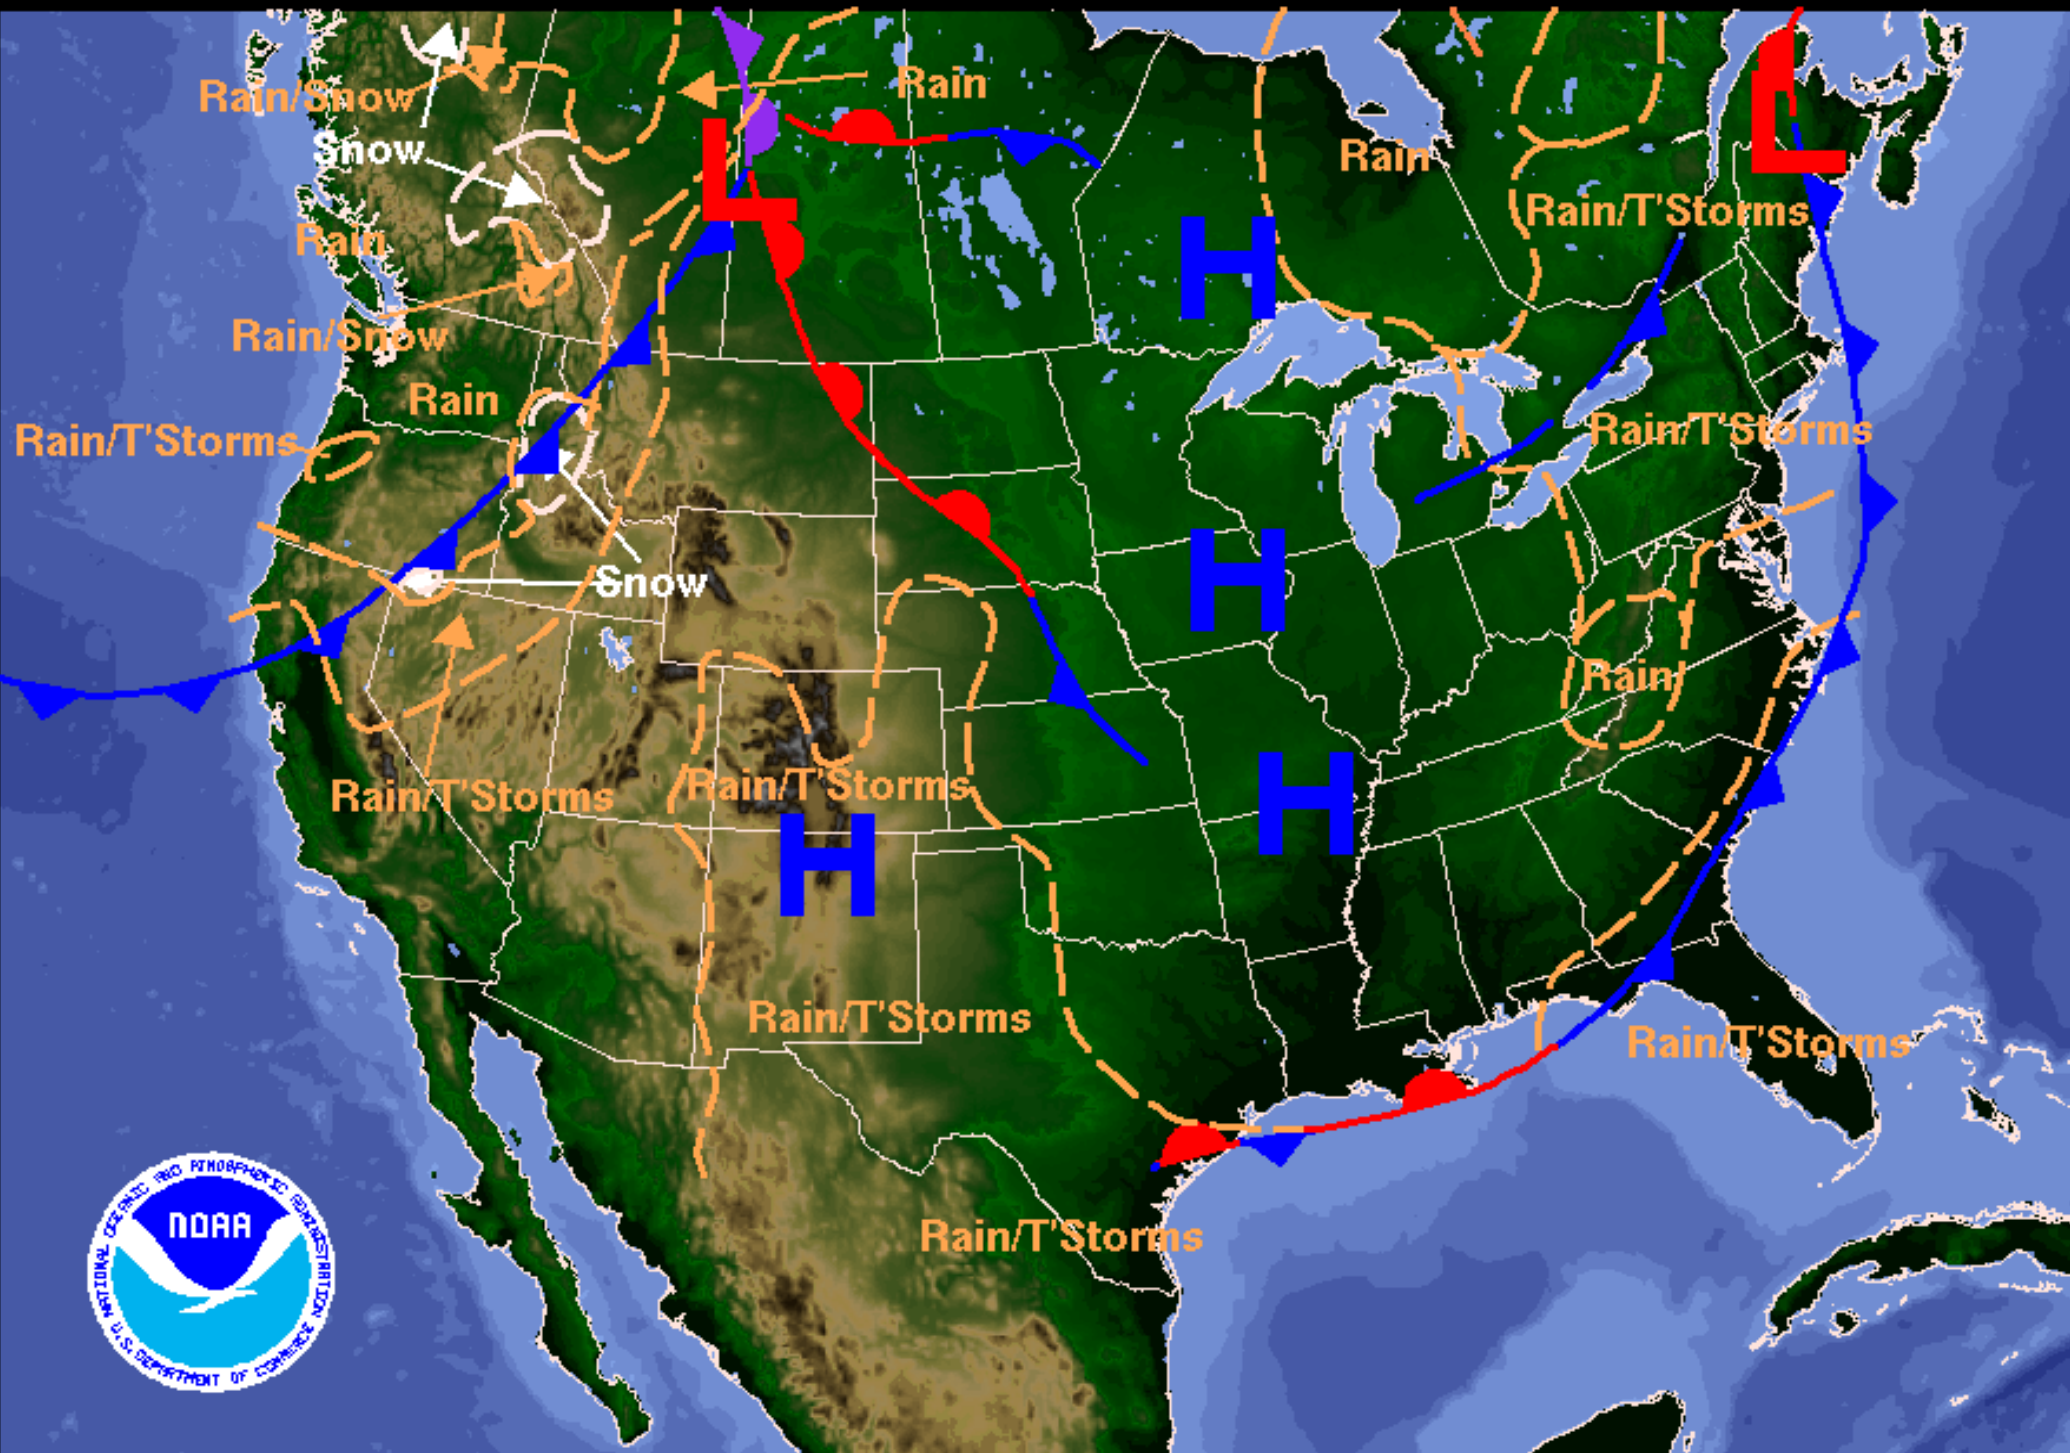 Rain/Snow
Rain
Snow
Rain
L
L
Rain/T'Storms
Rain
H
Rain/Snow
Rain
Rain/T'Storms
Rain/T'Storms
Snow
H
Rain
Rain/T'Storms
Rain/T'Storms
H
H
Rain/T'Storms
Rain/T'Storms
Rain/T'Storms
NATIONAL OCEANIC AND ATMOSPHERIC ADMINISTRATION
NOAA
U.S. DEPARTMENT OF COMMERCE